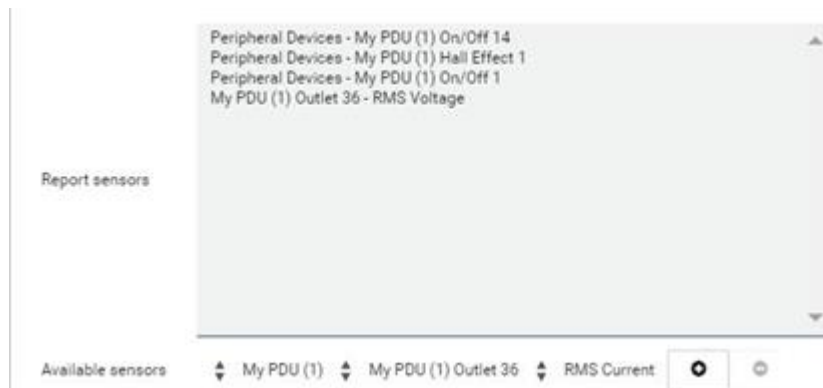 Peripheral Devices - My PDU (1) On/Off 14
Peripheral Devices - My PDU (1) Hall Effect 1
Peripheral Devices - My PDU (1) On/Off 1
My PDU (1) Outlet 36 - RMS Voltage
Report sensors
Available sensors My PDU (1) My PDU (1) Outlet 36 RMS Current